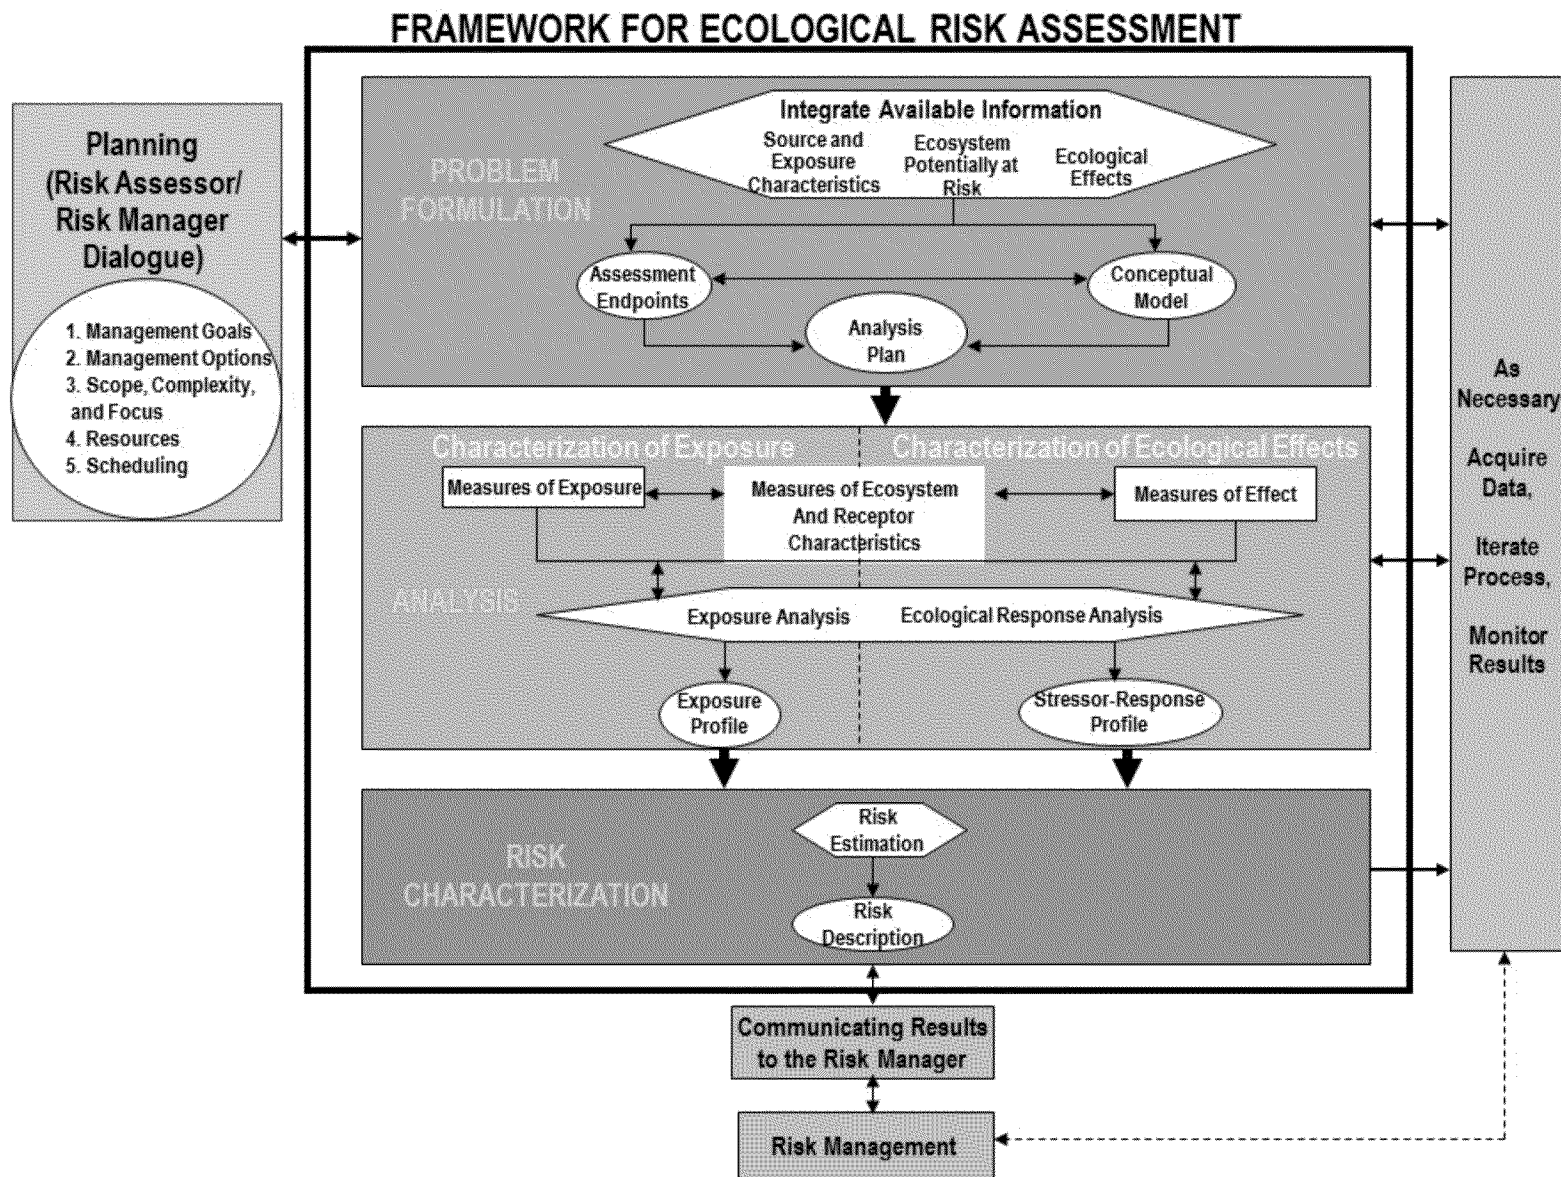 FRAMEWORK FOR ECOLOGICAL RISK ASSESSMENT
Planning
(Risk Assessor/
Risk Manager
Dialogue)
1. Management Goals
2. Management Options
3. Scope, Complexity,
and Focus
4. Resources
5. Scheduling
PROBLEM
FORMULATION
Integrate Available Information
Source and
Exposure
Characteristics
Ecosystem
Potentially at
Risk
Ecological
Effects
Assessment
Endpoints
Conceptual
Model
Analysis
Plan
Characterization of Exposure
Characterization of Ecological Effects
Measures of Exposure
Measures of Ecosystem
And Receptor
Characteristics
Measures of Effect
ANALYSIS
Exposure Analysis
Ecological Response Analysis
Exposure
Profile
Stressor-Response
Profile
RISK
CHARACTERIZATION
Risk
Estimation
Risk
Description
As
Necessary
Acquire
Data,
Iterate
Process,
Monitor
Results
Communicating Results
to the Risk Manager
Risk Management